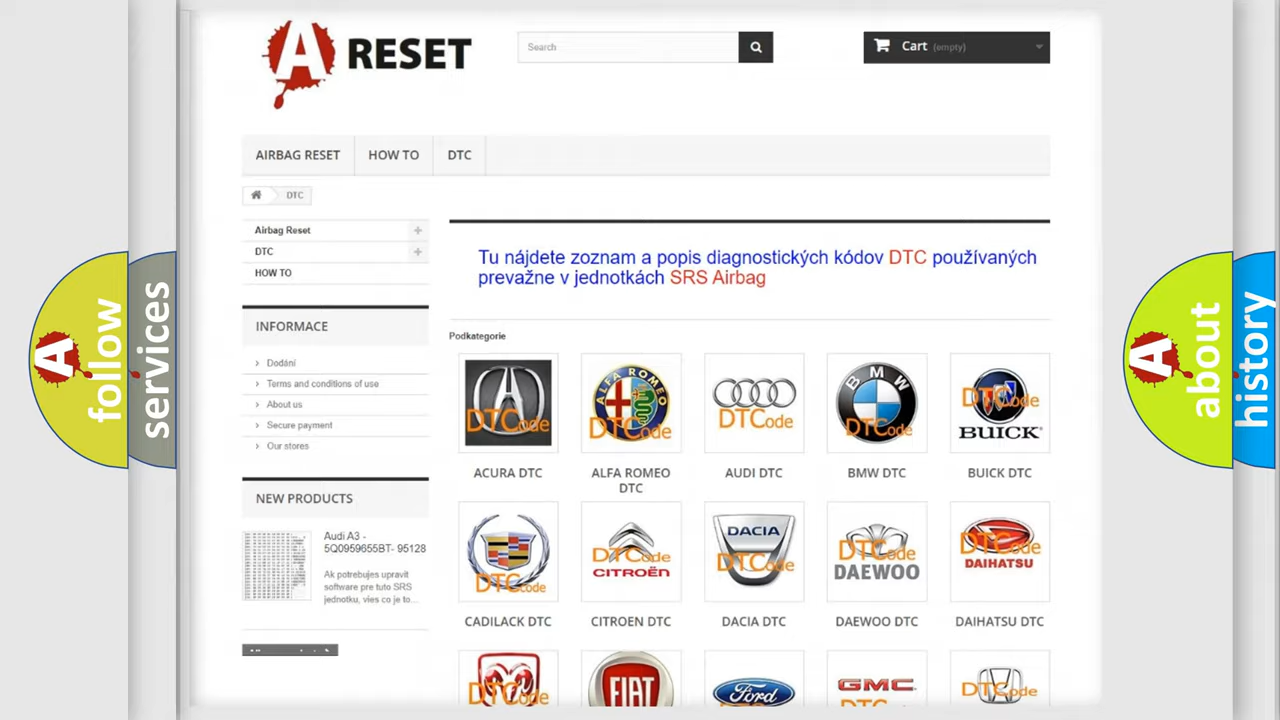 A RESET
Search
Cart (empty)
AIRBAG RESET
HOW TO
DTC
DTC
Airbag Reset
DTC
HOW TO
Tu nájdete zoznam a popis diagnostických kódov DTC používaných
prevažne v jednotkách SRS Airbag
INFORMACE
Dodání
Terms and conditions of use
About us
Secure payment
Our stores
NEW PRODUCTS
Audi A3 -
5Q0959655BT- 95128
Ak potrebujes upravit
software pre tuto SRS
jednotku, vies co je to...
Podkategorie
DTCode
ALFA ROMEO
DTCode
DTCode
BMW
DTCode
DTCode
BUICK
ACURA DTC
ALFA ROMEO
DTC
AUDI DTC
BMW DTC
BUICK DTC
DTCode
DTCode
CITROËN
DACIA
DTCode
DTCode
DAEWOO
DTCode
DAIHATSU
CADILACK DTC
CITROEN DTC
DACIA DTC
DAEWOO DTC
DAIHATSU DTC
DTCode
FIAT
Ford
GMC
DTCode
A
follow
services
A
about
history